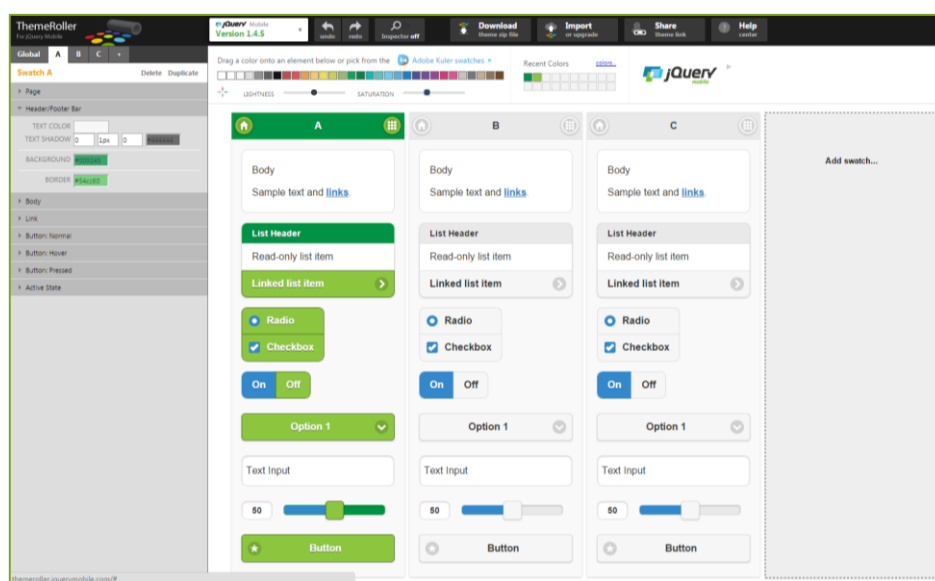 ThemeRoller
For jQuery Mobile
jQuery Mobile
Version 1.4.5
undo
redo
Inspector off
Download
theme zip file
Import
or upgrade
Share
theme link
Help
center
Global A B C +
Swatch A
Delete Duplicate
Page
Header/Footer Bar
TEXT COLOR
TEXT SHADOW 0 1px 0
BACKGROUND
BORDER
Body
Link
Button: Normal
Button: Hover
Button: Pressed
Active State
Drag a color onto an element below or pick from the Adobe Kuler swatches
LIGHTNESS
SATURATION
Recent Colors
colors...
jQuery
mobile
A
Body
Sample text and links.
List Header
Read-only list item
Linked list item
Radio
Checkbox
On Off
Option 1
Text Input
50
Button
B
Body
Sample text and links.
List Header
Read-only list item
Linked list item
Radio
Checkbox
On Off
Option 1
Text Input
50
Button
C
Body
Sample text and links.
List Header
Read-only list item
Linked list item
Radio
Checkbox
On Off
Option 1
Text Input
50
Button
Add swatch...
themeroller.jquerymobile.com/#